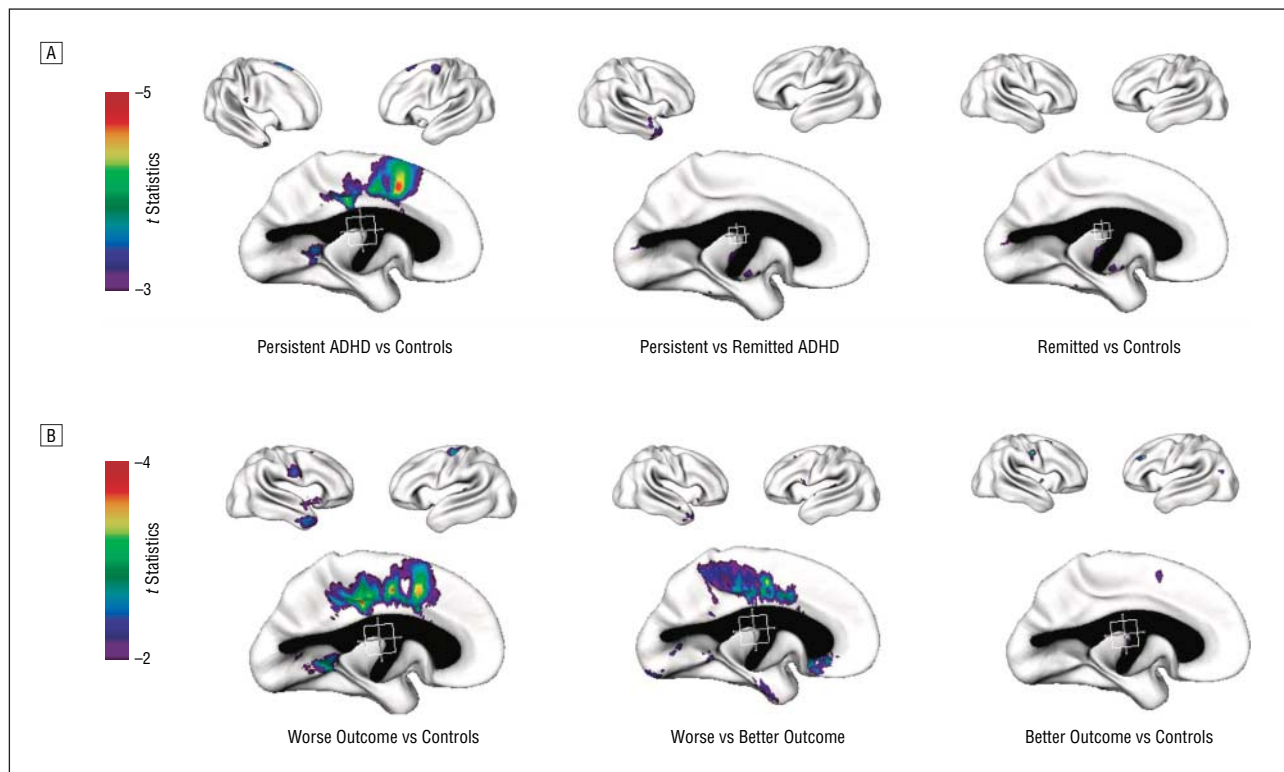 A
–5
t Statistics
–3
Persistent ADHD vs Controls
Persistent vs Remitted ADHD
Remitted vs Controls
B
–4
t Statistics
–2
Worse Outcome vs Controls
Worse vs Better Outcome
Better Outcome vs Controls